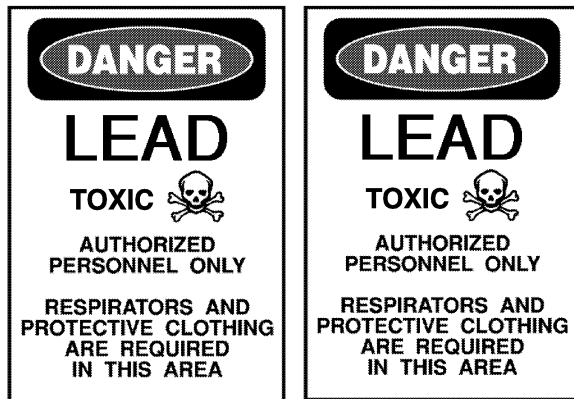 DANGER
LEAD
TOXIC
AUTHORIZED
PERSONNEL ONLY
RESPIRATORS AND
PROTECTIVE CLOTHING
ARE REQUIRED
IN THIS AREA
DANGER
LEAD
TOXIC
AUTHORIZED
PERSONNEL ONLY
RESPIRATORS AND
PROTECTIVE CLOTHING
ARE REQUIRED
IN THIS AREA